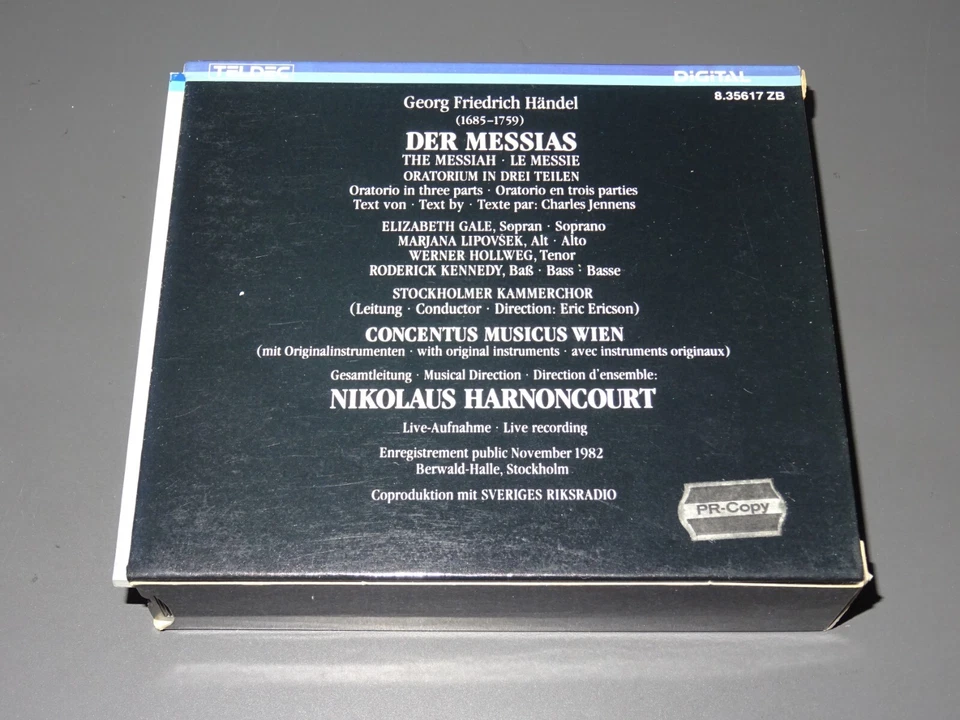 TELDEC
DIGITAL
8.35617 ZB
Georg Friedrich Händel
(1685–1759)
DER MESSIAS
THE MESSIAH · LE MESSIE
ORATORIUM IN DREI TEILEN
Oratorio in three parts · Oratorio en trois parties
Text von · Text by · Texte par: Charles Jennens
ELIZABETH GALE, Sopran · Soprano
MARJANA LIPOVŠEK, Alt · Alto
WERNER HOLLWEG, Tenor
RODERICK KENNEDY, Baß · Bass · Basse
STOCKHOLMER KAMMERCHOR
(Leitung · Conductor · Direction: Eric Ericson)
CONCENTUS MUSICUS WIEN
(mit Originalinstrumenten · with original instruments · avec instruments originaux)
Gesamtleitung · Musical Direction · Direction d'ensemble:
NIKOLAUS HARNONCOURT
Live-Aufnahme · Live recording
Enregistrement public November 1982
Berwald-Halle, Stockholm
Coproduktion mit SVERIGES RIKSRADIO
PR-Copy